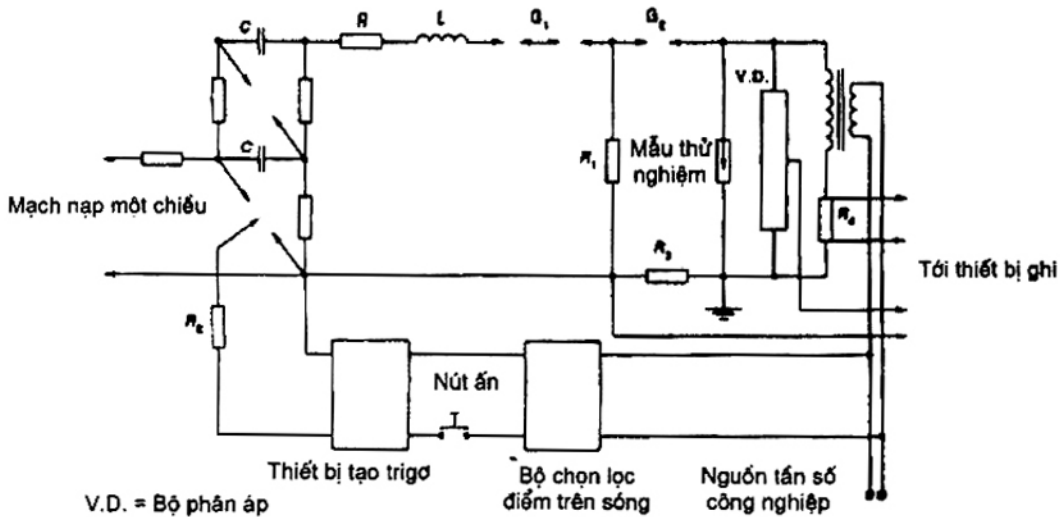 C
R
L
G₁
G₂
V.D.
C
R₁
Mẫu thử
nghiệm
Mạch nạp một chiều
R₄
R₃
Tới thiết bị ghi
R₂
Nút ấn
Thiết bị tạo trigơ
Bộ chọn lọc
điểm trên sóng
Nguồn tần số
công nghiệp
V.D. = Bộ phân áp